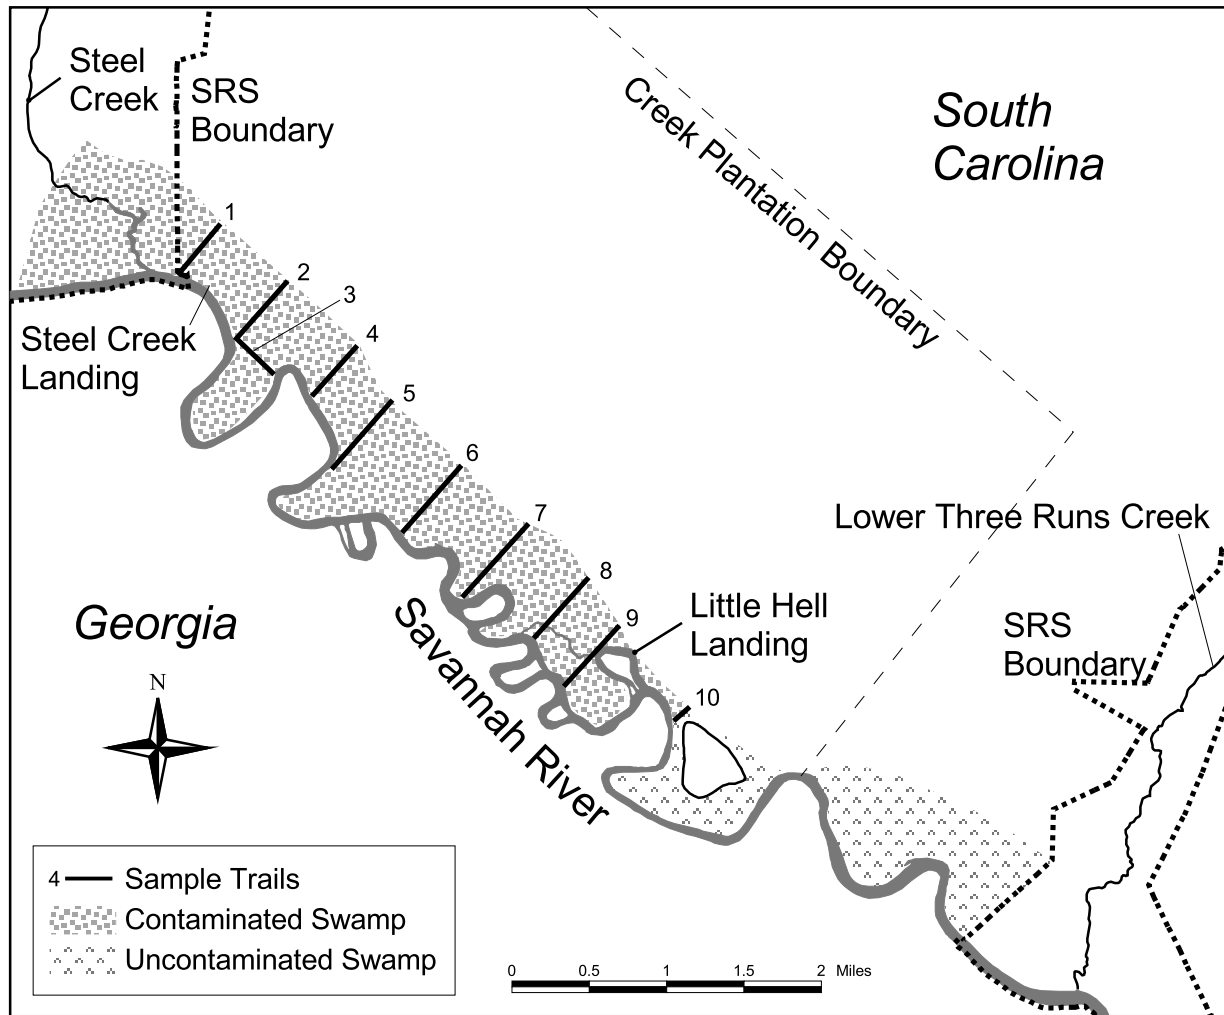 Steel
Creek
SRS
Boundary
Creek Plantation Boundary
South
Carolina
1
2
3
4
5
6
7
8
9
10
Steel Creek
Landing
Lower Three Runs Creek
Little Hell
Landing
SRS
Boundary
Georgia
Savannah River
N
4 Sample Trails
Contaminated Swamp
Uncontaminated Swamp
0 0.5 1 1.5 2 Miles